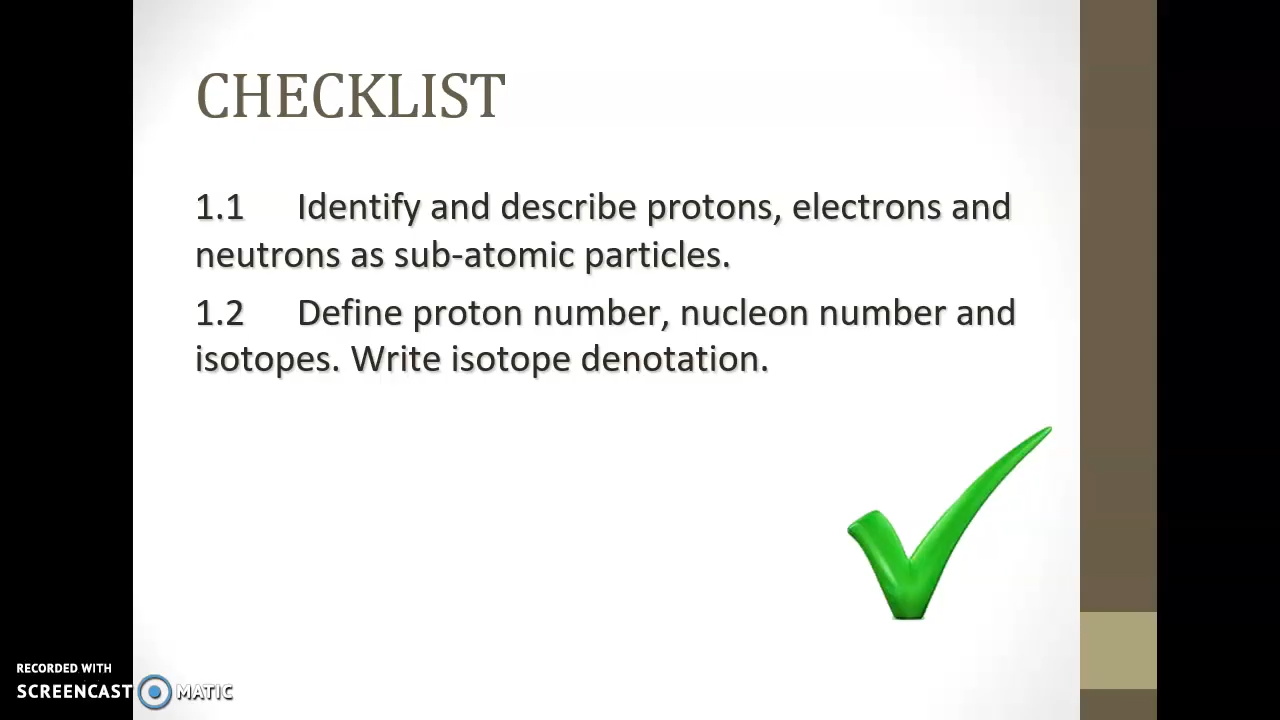 CHECKLIST
1.1 Identify and describe protons, electrons and
neutrons as sub-atomic particles.
1.2 Define proton number, nucleon number and
isotopes. Write isotope denotation.
RECORDED WITH
SCREENCAST MATIC